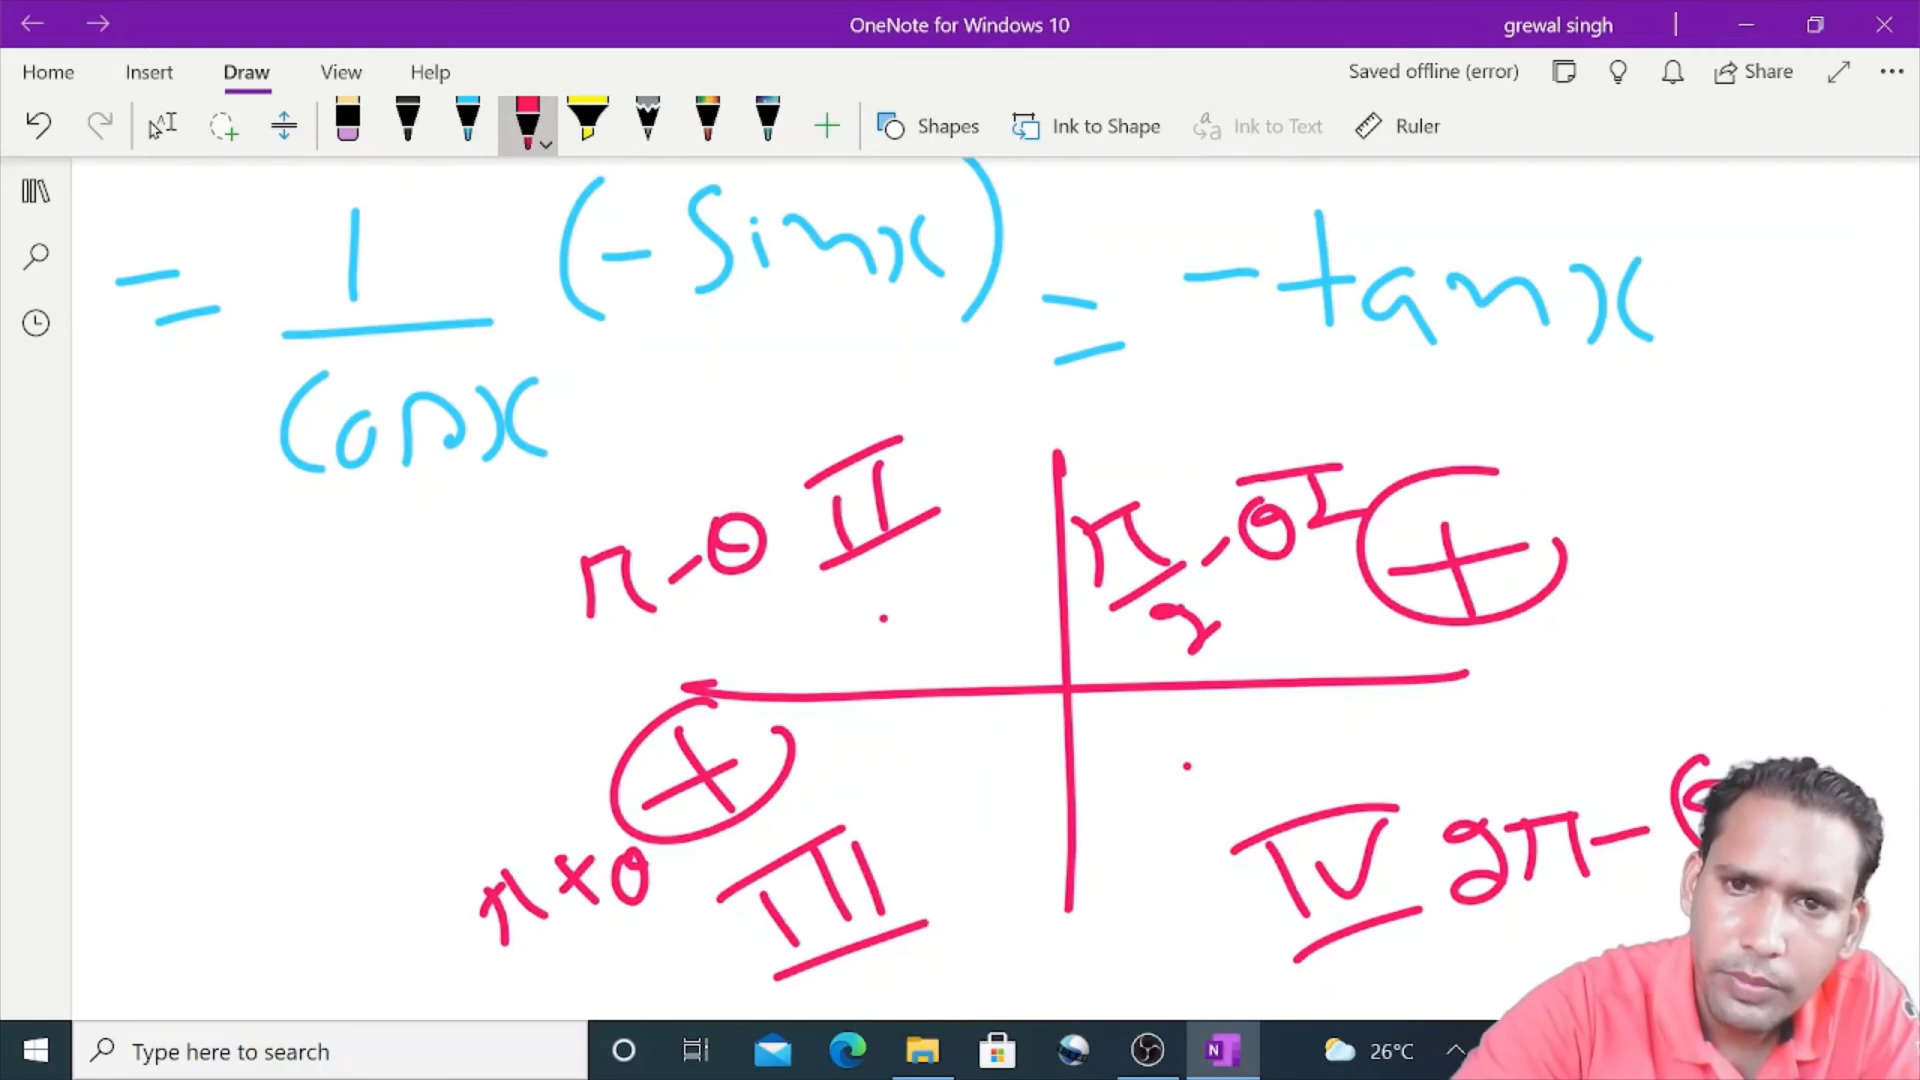 OneNote for Windows 10
grewal singh
Home Insert Draw View Help
Saved offline (error)
Share
Shapes
Ink to Shape
Ink to Text
Ruler
= 1/cosx (-sinx) = -tanx
π-θ II
π/2-θ I +
+
π+θ III
IV 2π-
Type here to search
26°C